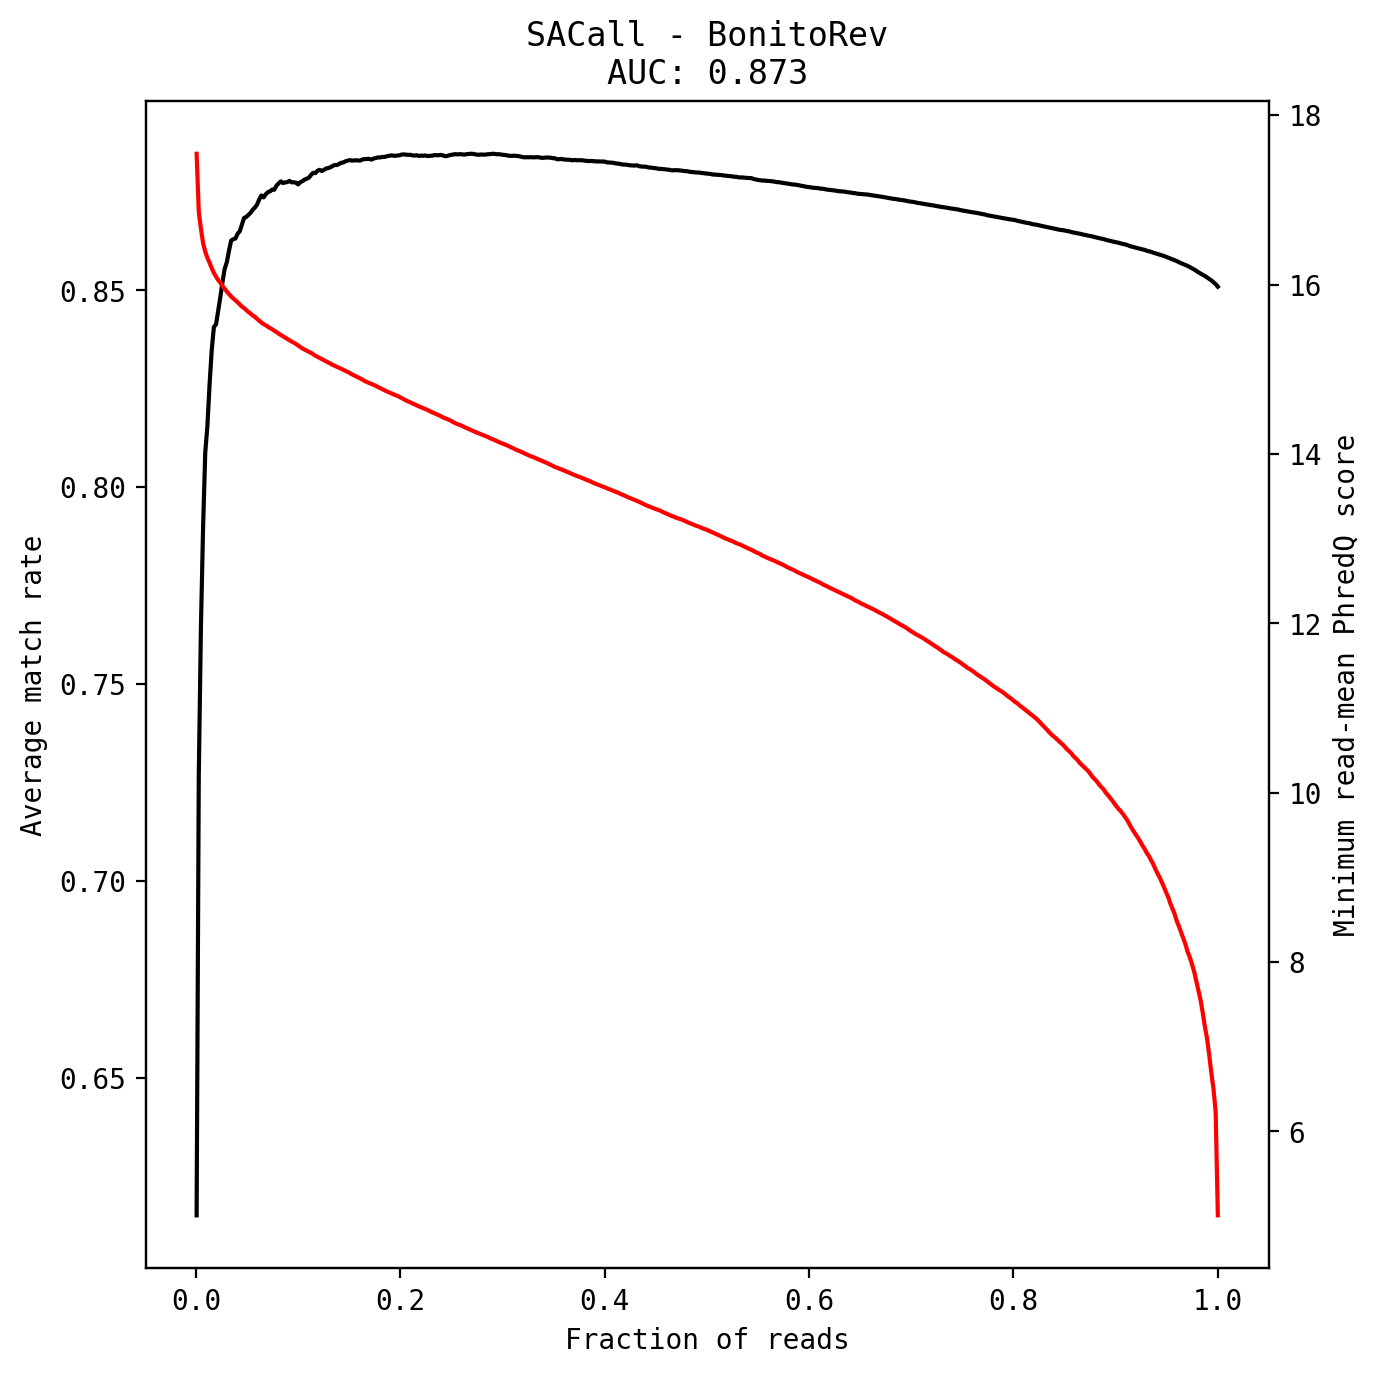 SACall - BonitoRev
AUC: 0.873
Average match rate
0.85
0.80
0.75
0.70
0.65
18
16
14
12
10
8
6
Minimum read-mean PhredQ score
0.0 0.2 0.4 0.6 0.8 1.0
Fraction of reads